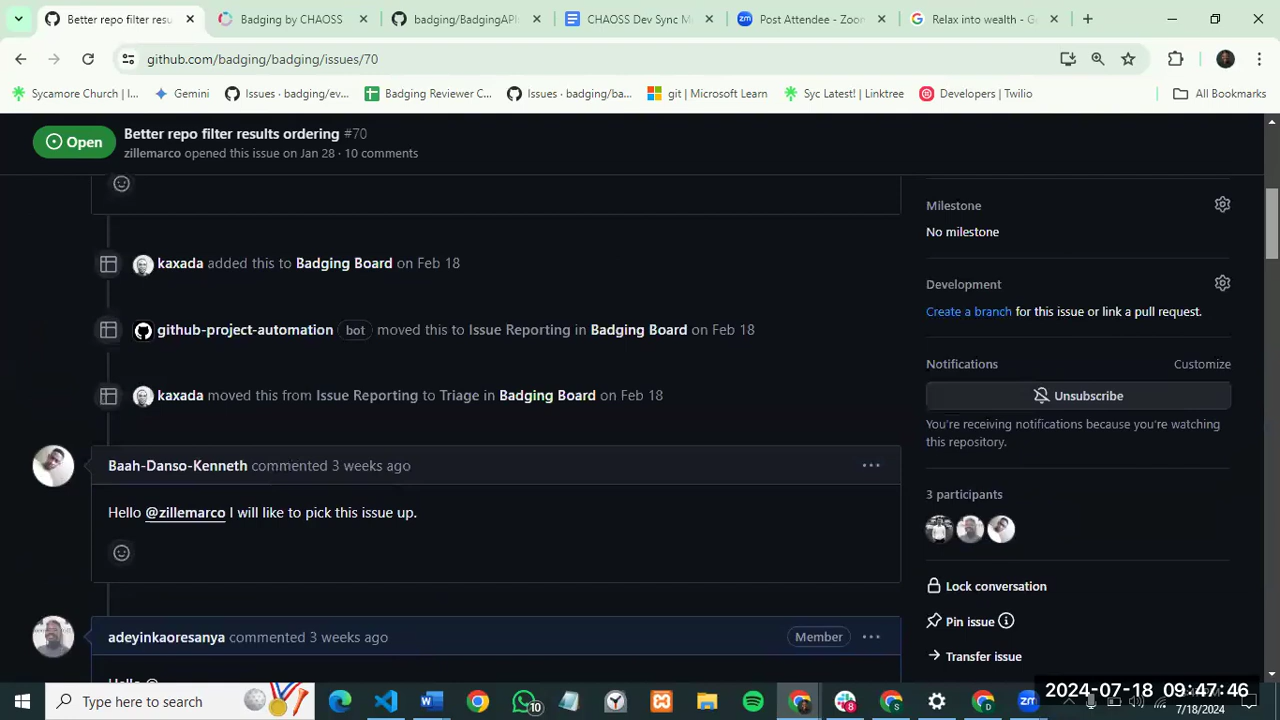 Better repo filter resu
Badging by CHAOSS
badging/BadgingAPI
CHAOSS Dev Sync M
Post Attendee - Zoon
Relax into wealth - G
github.com/badging/badging/issues/70
Sycamore Church | I...
Gemini
Issues · badging/ev...
Badging Reviewer C...
Issues · badging/ba...
git | Microsoft Learn
Syc Latest! | Linktree
Developers | Twilio
All Bookmarks
Open
Better repo filter results ordering #70
zillemarco opened this issue on Jan 28 · 10 comments
kaxada added this to Badging Board on Feb 18
github-project-automation bot moved this to Issue Reporting in Badging Board on Feb 18
kaxada moved this from Issue Reporting to Triage in Badging Board on Feb 18
Baah-Danso-Kenneth commented 3 weeks ago
Hello @zillemarco I will like to pick this issue up.
adeyinkaoresanya commented 3 weeks ago
Member
Milestone
No milestone
Development
Create a branch for this issue or link a pull request.
Notifications
Customize
Unsubscribe
You're receiving notifications because you're watching
this repository.
3 participants
Lock conversation
Pin issue
Transfer issue
Type here to search
10
8
2024-07-18 09:47:46
7/18/2024